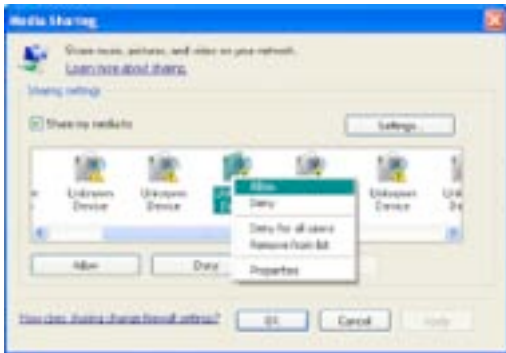 Media Sharing
Share music, pictures, and video on your network.
Learn more about sharing.
Sharing settings
Share my media to:
Settings...
Unknown Device
Unknown Device
Unknown Device
Allow
Deny
Deny for all users
Remove from list
Properties
Allow
Deny
How does sharing change firewall settings?
OK
Cancel
Apply